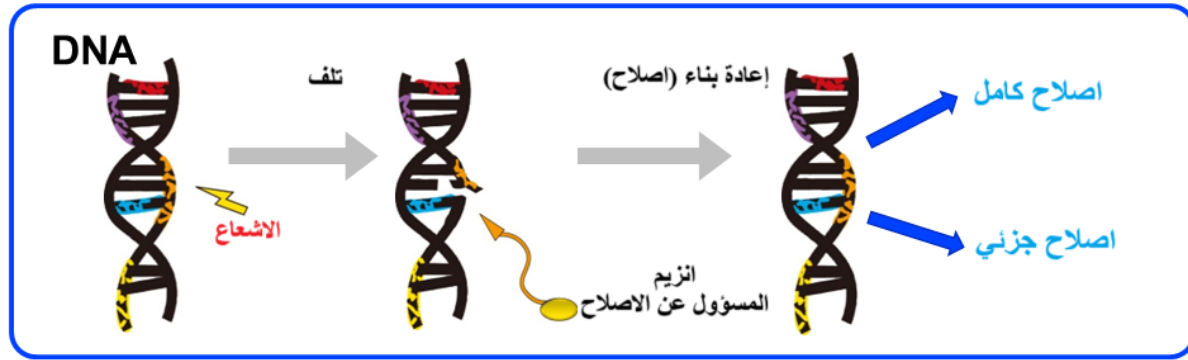 DNA
تلف
إعادة بناء (اصلاح)
اصلاح كامل
الاشعاع
اصلاح جزئي
انزيم
المسؤول عن الاصلاح